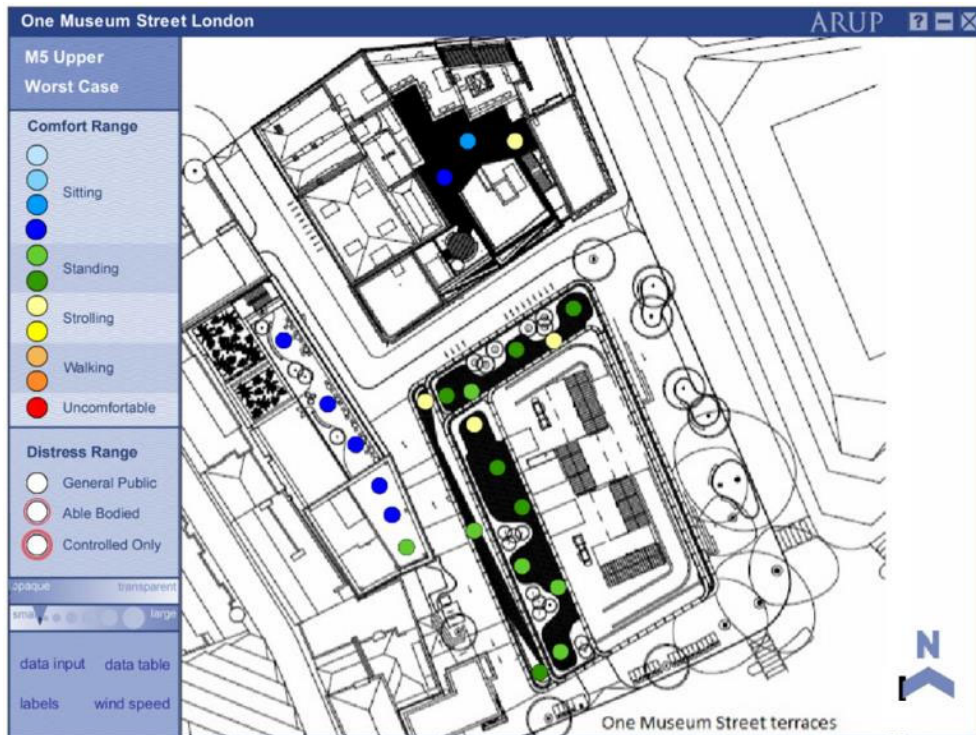 One Museum Street London
ARUP ?
M5 Upper
Worst Case
Comfort Range
Sitting
Standing
Strolling
Walking
Uncomfortable
Distress Range
General Public
Able Bodied
Controlled Only
opaque transparent
small large
data input data table
labels wind speed
N
One Museum Street terraces